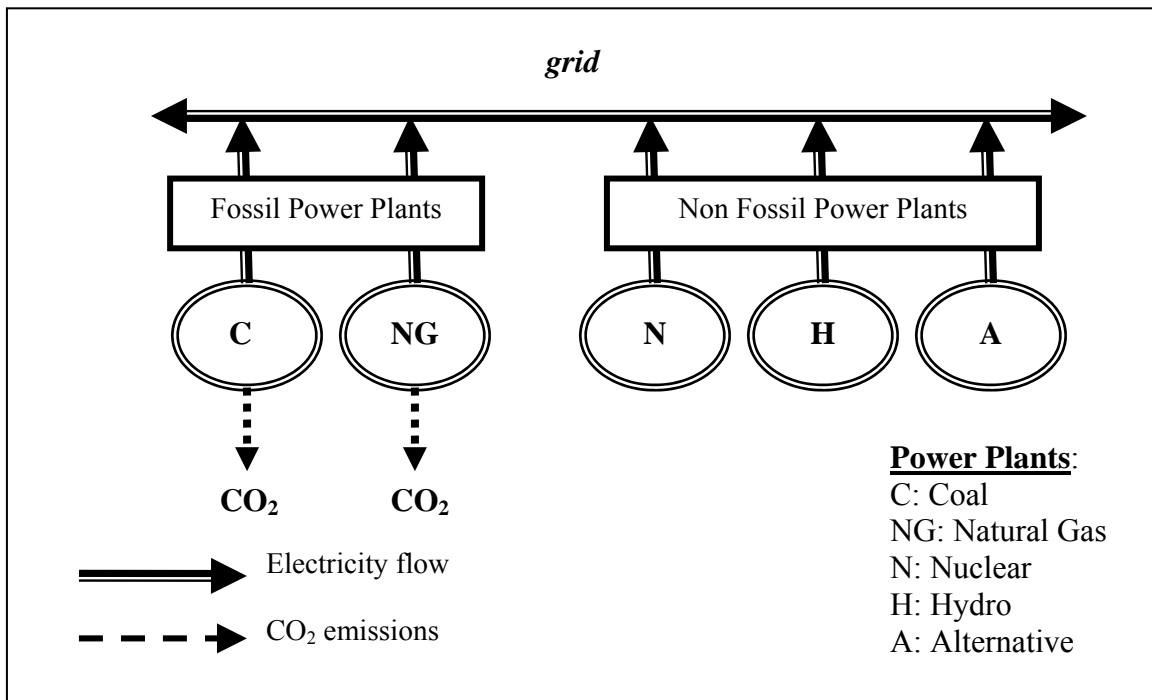 grid
Fossil Power Plants
Non Fossil Power Plants
C
NG
N
H
A
CO₂
CO₂
Power Plants:
C: Coal
NG: Natural Gas
N: Nuclear
H: Hydro
A: Alternative
Electricity flow
CO₂ emissions